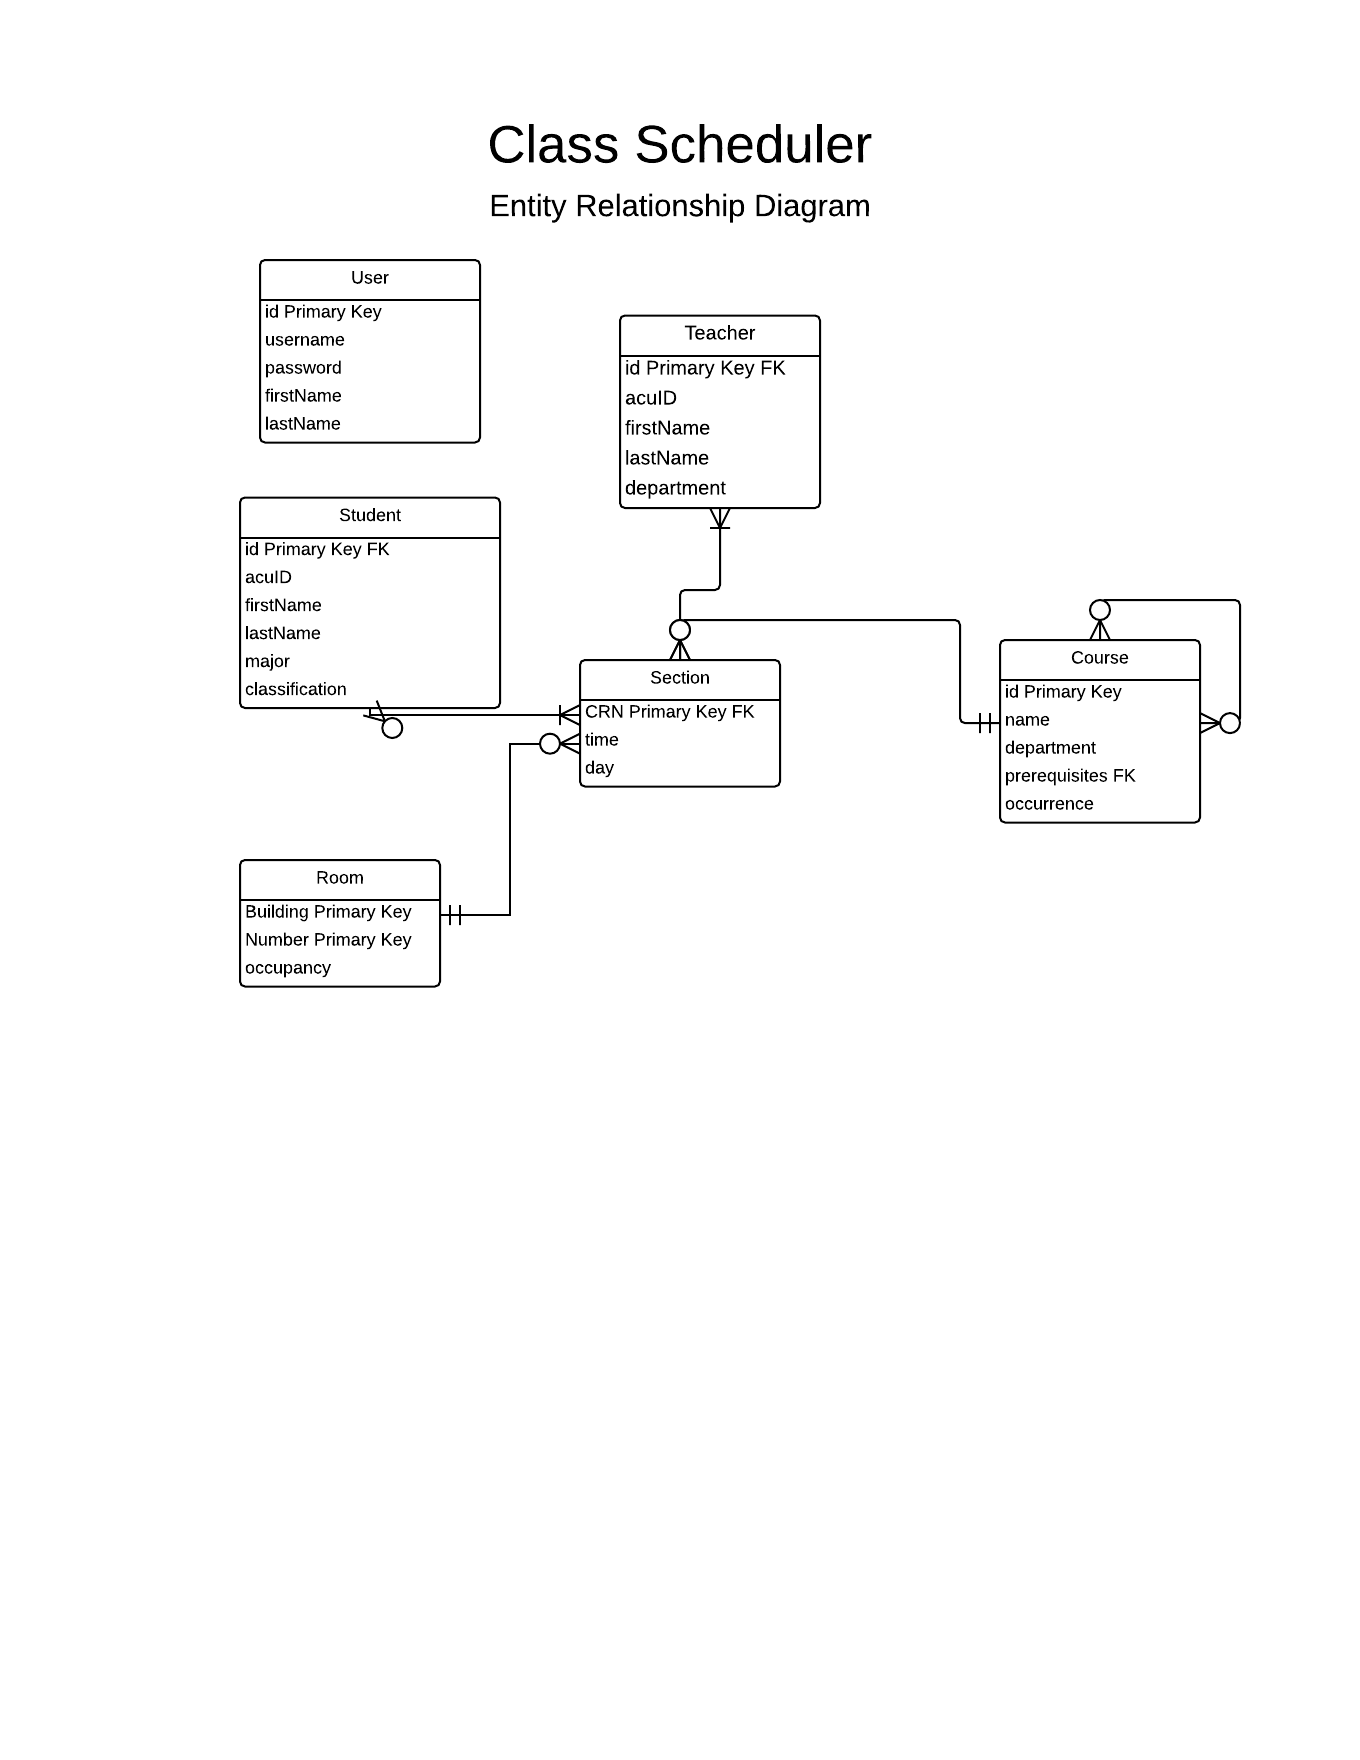 Class Scheduler
Entity Relationship Diagram
User
id Primary Key
username
password
firstName
lastName
Teacher
id Primary Key FK
acuID
firstName
lastName
department
Student
id Primary Key FK
acuID
firstName
lastName
major
classification
Section
CRN Primary Key FK
time
day
Course
id Primary Key
name
department
prerequisites FK
occurrence
Room
Building Primary Key
Number Primary Key
occupancy